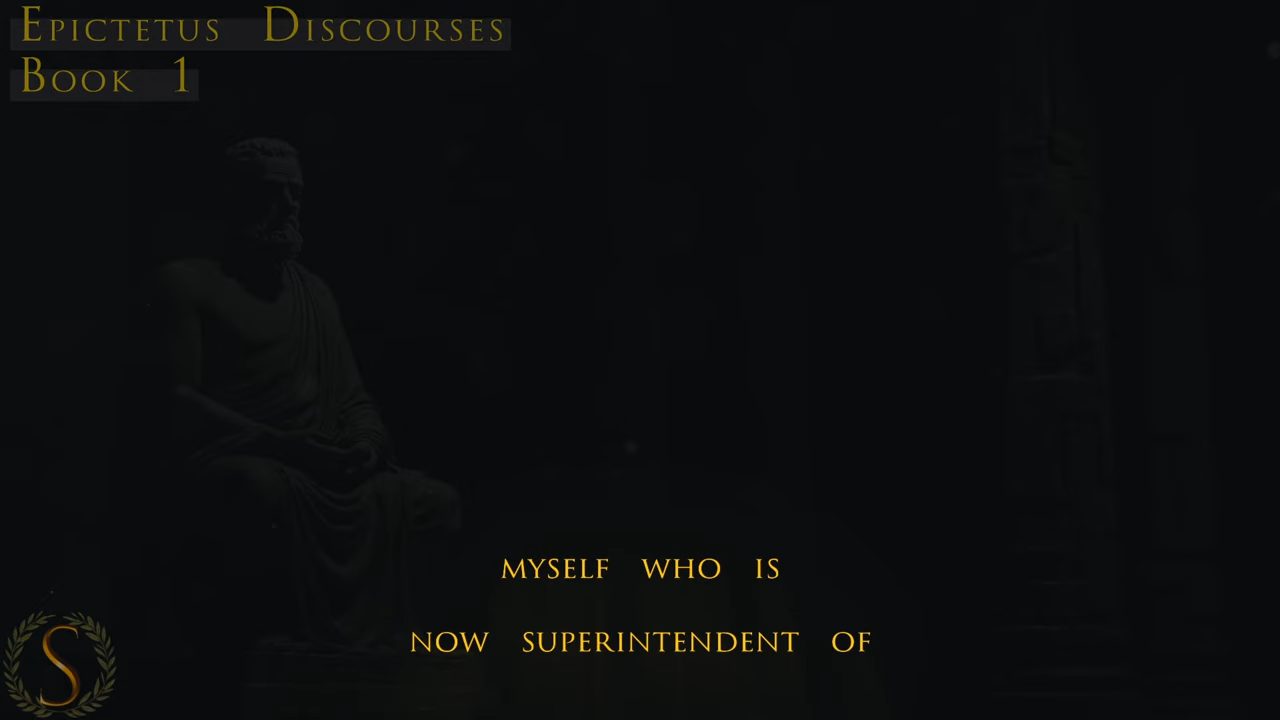 Epictetus Discourses
Book 1
MYSELF WHO IS
NOW SUPERINTENDENT OF
S